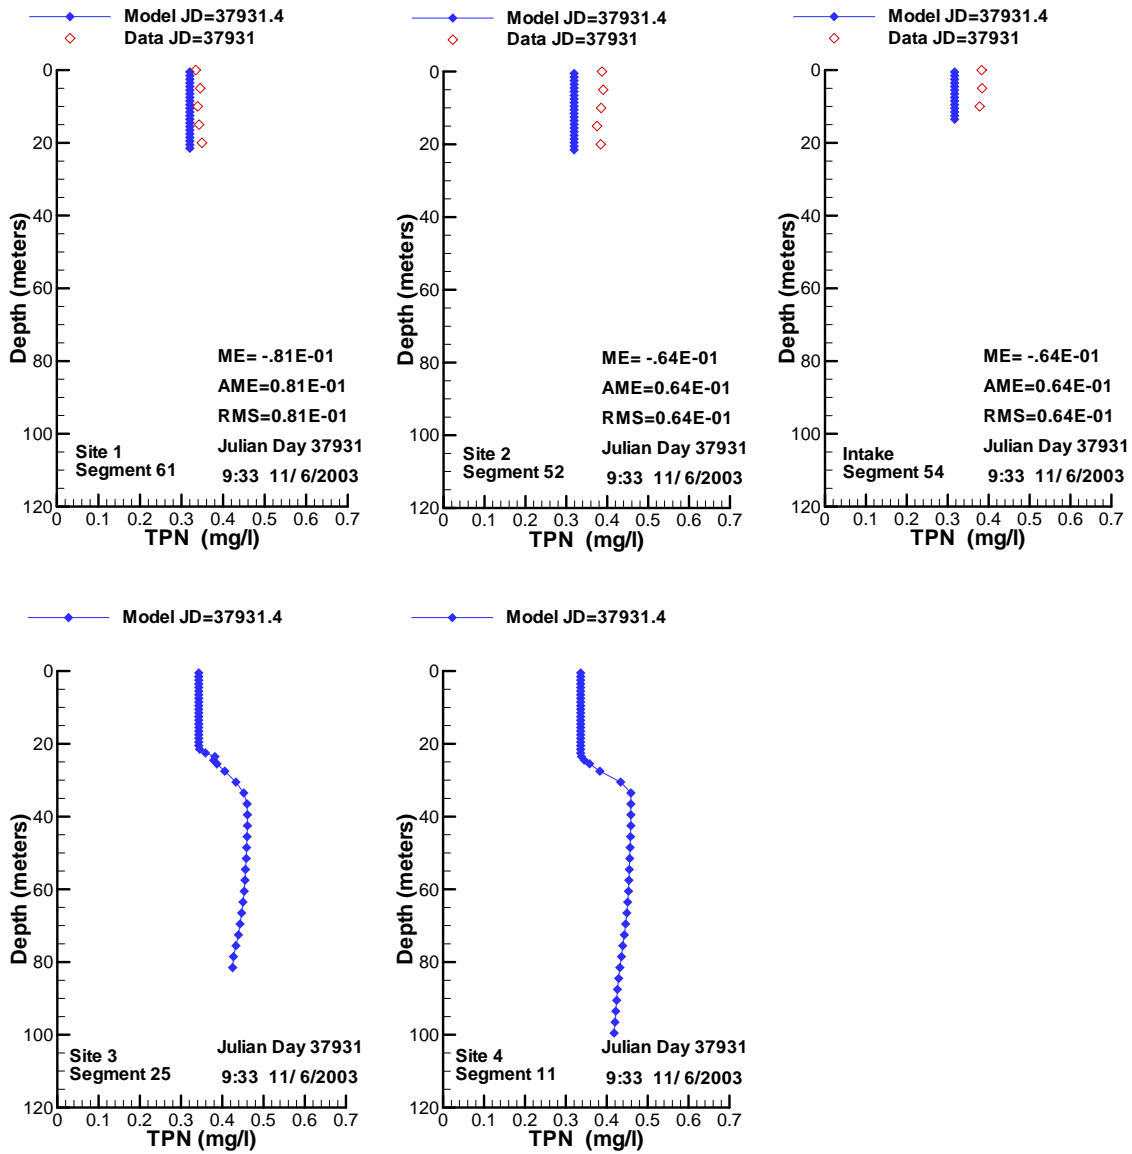 Model JD=37931.4
Data JD=37931
0
20
40
60
80
100
120
Depth (meters)
ME= -.81E-01
AME=0.81E-01
RMS=0.81E-01
Site 1
Segment 61
Julian Day 37931
9:33 11/ 6/2003
0 0.1 0.2 0.3 0.4 0.5 0.6 0.7
TPN (mg/l)
Model JD=37931.4
Data JD=37931
0
20
40
60
80
100
120
Depth (meters)
ME= -.64E-01
AME=0.64E-01
RMS=0.64E-01
Site 2
Segment 52
Julian Day 37931
9:33 11/ 6/2003
0 0.1 0.2 0.3 0.4 0.5 0.6 0.7
TPN (mg/l)
Model JD=37931.4
Data JD=37931
0
20
40
60
80
100
120
Depth (meters)
ME= -.64E-01
AME=0.64E-01
RMS=0.64E-01
Intake
Segment 54
Julian Day 37931
9:33 11/ 6/2003
0 0.1 0.2 0.3 0.4 0.5 0.6 0.7
TPN (mg/l)
Model JD=37931.4
0
20
40
60
80
100
120
Depth (meters)
Site 3
Segment 25
Julian Day 37931
9:33 11/ 6/2003
0 0.1 0.2 0.3 0.4 0.5 0.6 0.7
TPN (mg/l)
Model JD=37931.4
0
20
40
60
80
100
120
Depth (meters)
Site 4
Segment 11
Julian Day 37931
9:33 11/ 6/2003
0 0.1 0.2 0.3 0.4 0.5 0.6 0.7
TPN (mg/l)